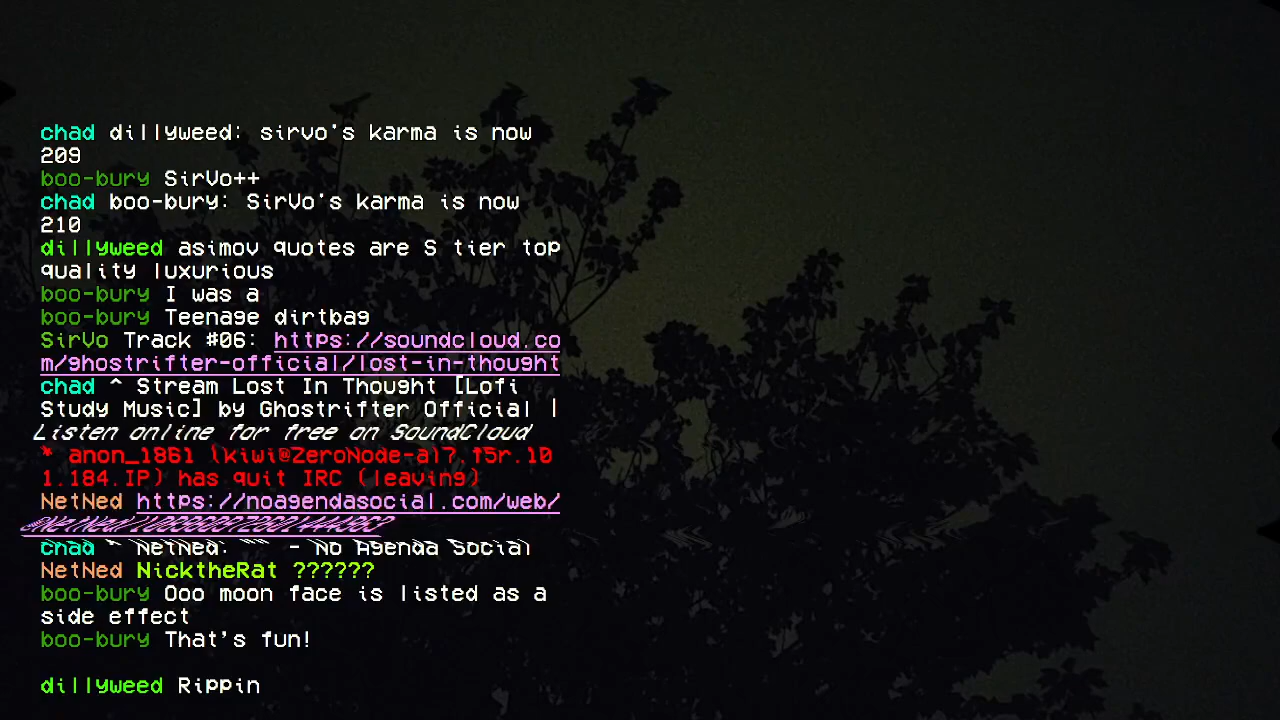 chad dillyweed: sirvo's karma is now
209
boo-bury SirVo++
chad boo-bury: SirVo's karma is now
210
dillyweed asimov quotes are S tier top
quality luxurious
boo-bury I was a
boo-bury Teenage dirtbag
SirVo Track #06: https://soundcloud.co
m/ghostrifter-official/lost-in-thought
chad ^ Stream Lost In Thought [Lofi
Study Music] by Ghostrifter Official |
Listen online for free on SoundCloud
* anon_1861 (kiwi@ZeroNode-al7.f5r.10
1.184.IP) has quit IRC (leaving)
NetNed https://noagendasocial.com/web/
chad ^ NetNed: "" - No Agenda Social
NetNed NicktheRat ??????
boo-bury Ooo moon face is listed as a
side effect
boo-bury That's fun!
dillyweed Rippin